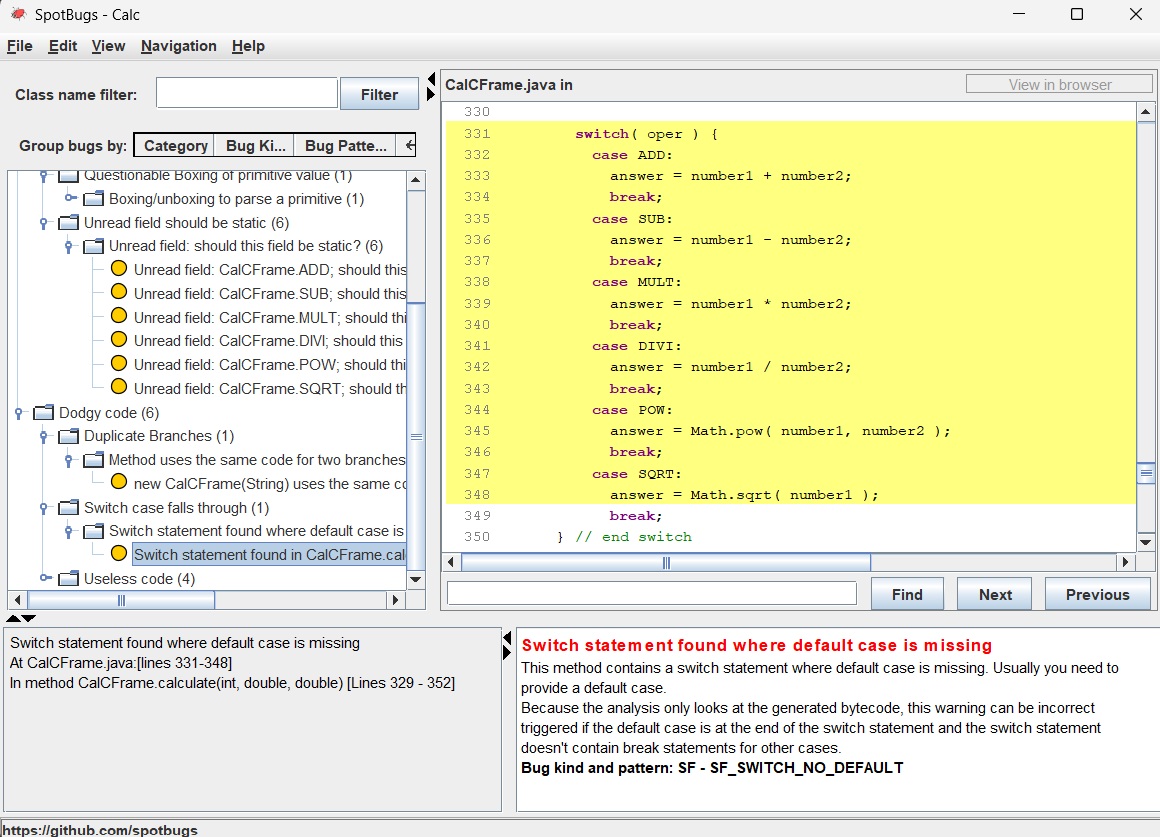 SpotBugs - Calc
File Edit View Navigation Help
Class name filter:
Filter
Group bugs by: Category Bug Ki... Bug Patte...
Questionable Boxing of primitive value (1)
Boxing/unboxing to parse a primitive (1)
Unread field should be static (6)
Unread field: should this field be static? (6)
Unread field: CalCFrame.ADD; should this
Unread field: CalCFrame.SUB; should this
Unread field: CalCFrame.MULT; should thi
Unread field: CalCFrame.DIVI; should this
Unread field: CalCFrame.POW; should thi
Unread field: CalCFrame.SQRT; should th
Dodgy code (6)
Duplicate Branches (1)
Method uses the same code for two branches
new CalCFrame(String) uses the same co
Switch case falls through (1)
Switch statement found where default case is
Switch statement found in CalCFrame.cal
Useless code (4)
CalCFrame.java in
View in browser
330
331 switch( oper ) {
332 case ADD:
333 answer = number1 + number2;
334 break;
335 case SUB:
336 answer = number1 - number2;
337 break;
338 case MULT:
339 answer = number1 * number2;
340 break;
341 case DIVI:
342 answer = number1 / number2;
343 break;
344 case POW:
345 answer = Math.pow( number1, number2 );
346 break;
347 case SQRT:
348 answer = Math.sqrt( number1 );
349 break;
350 } // end switch
Find Next Previous
Switch statement found where default case is missing
At CalCFrame.java:[lines 331-348]
In method CalCFrame.calculate(int, double, double) [Lines 329 - 352]
Switch statement found where default case is missing
This method contains a switch statement where default case is missing. Usually you need to
provide a default case.
Because the analysis only looks at the generated bytecode, this warning can be incorrect
triggered if the default case is at the end of the switch statement and the switch statement
doesn't contain break statements for other cases.
Bug kind and pattern: SF - SF_SWITCH_NO_DEFAULT
https://github.com/spotbugs